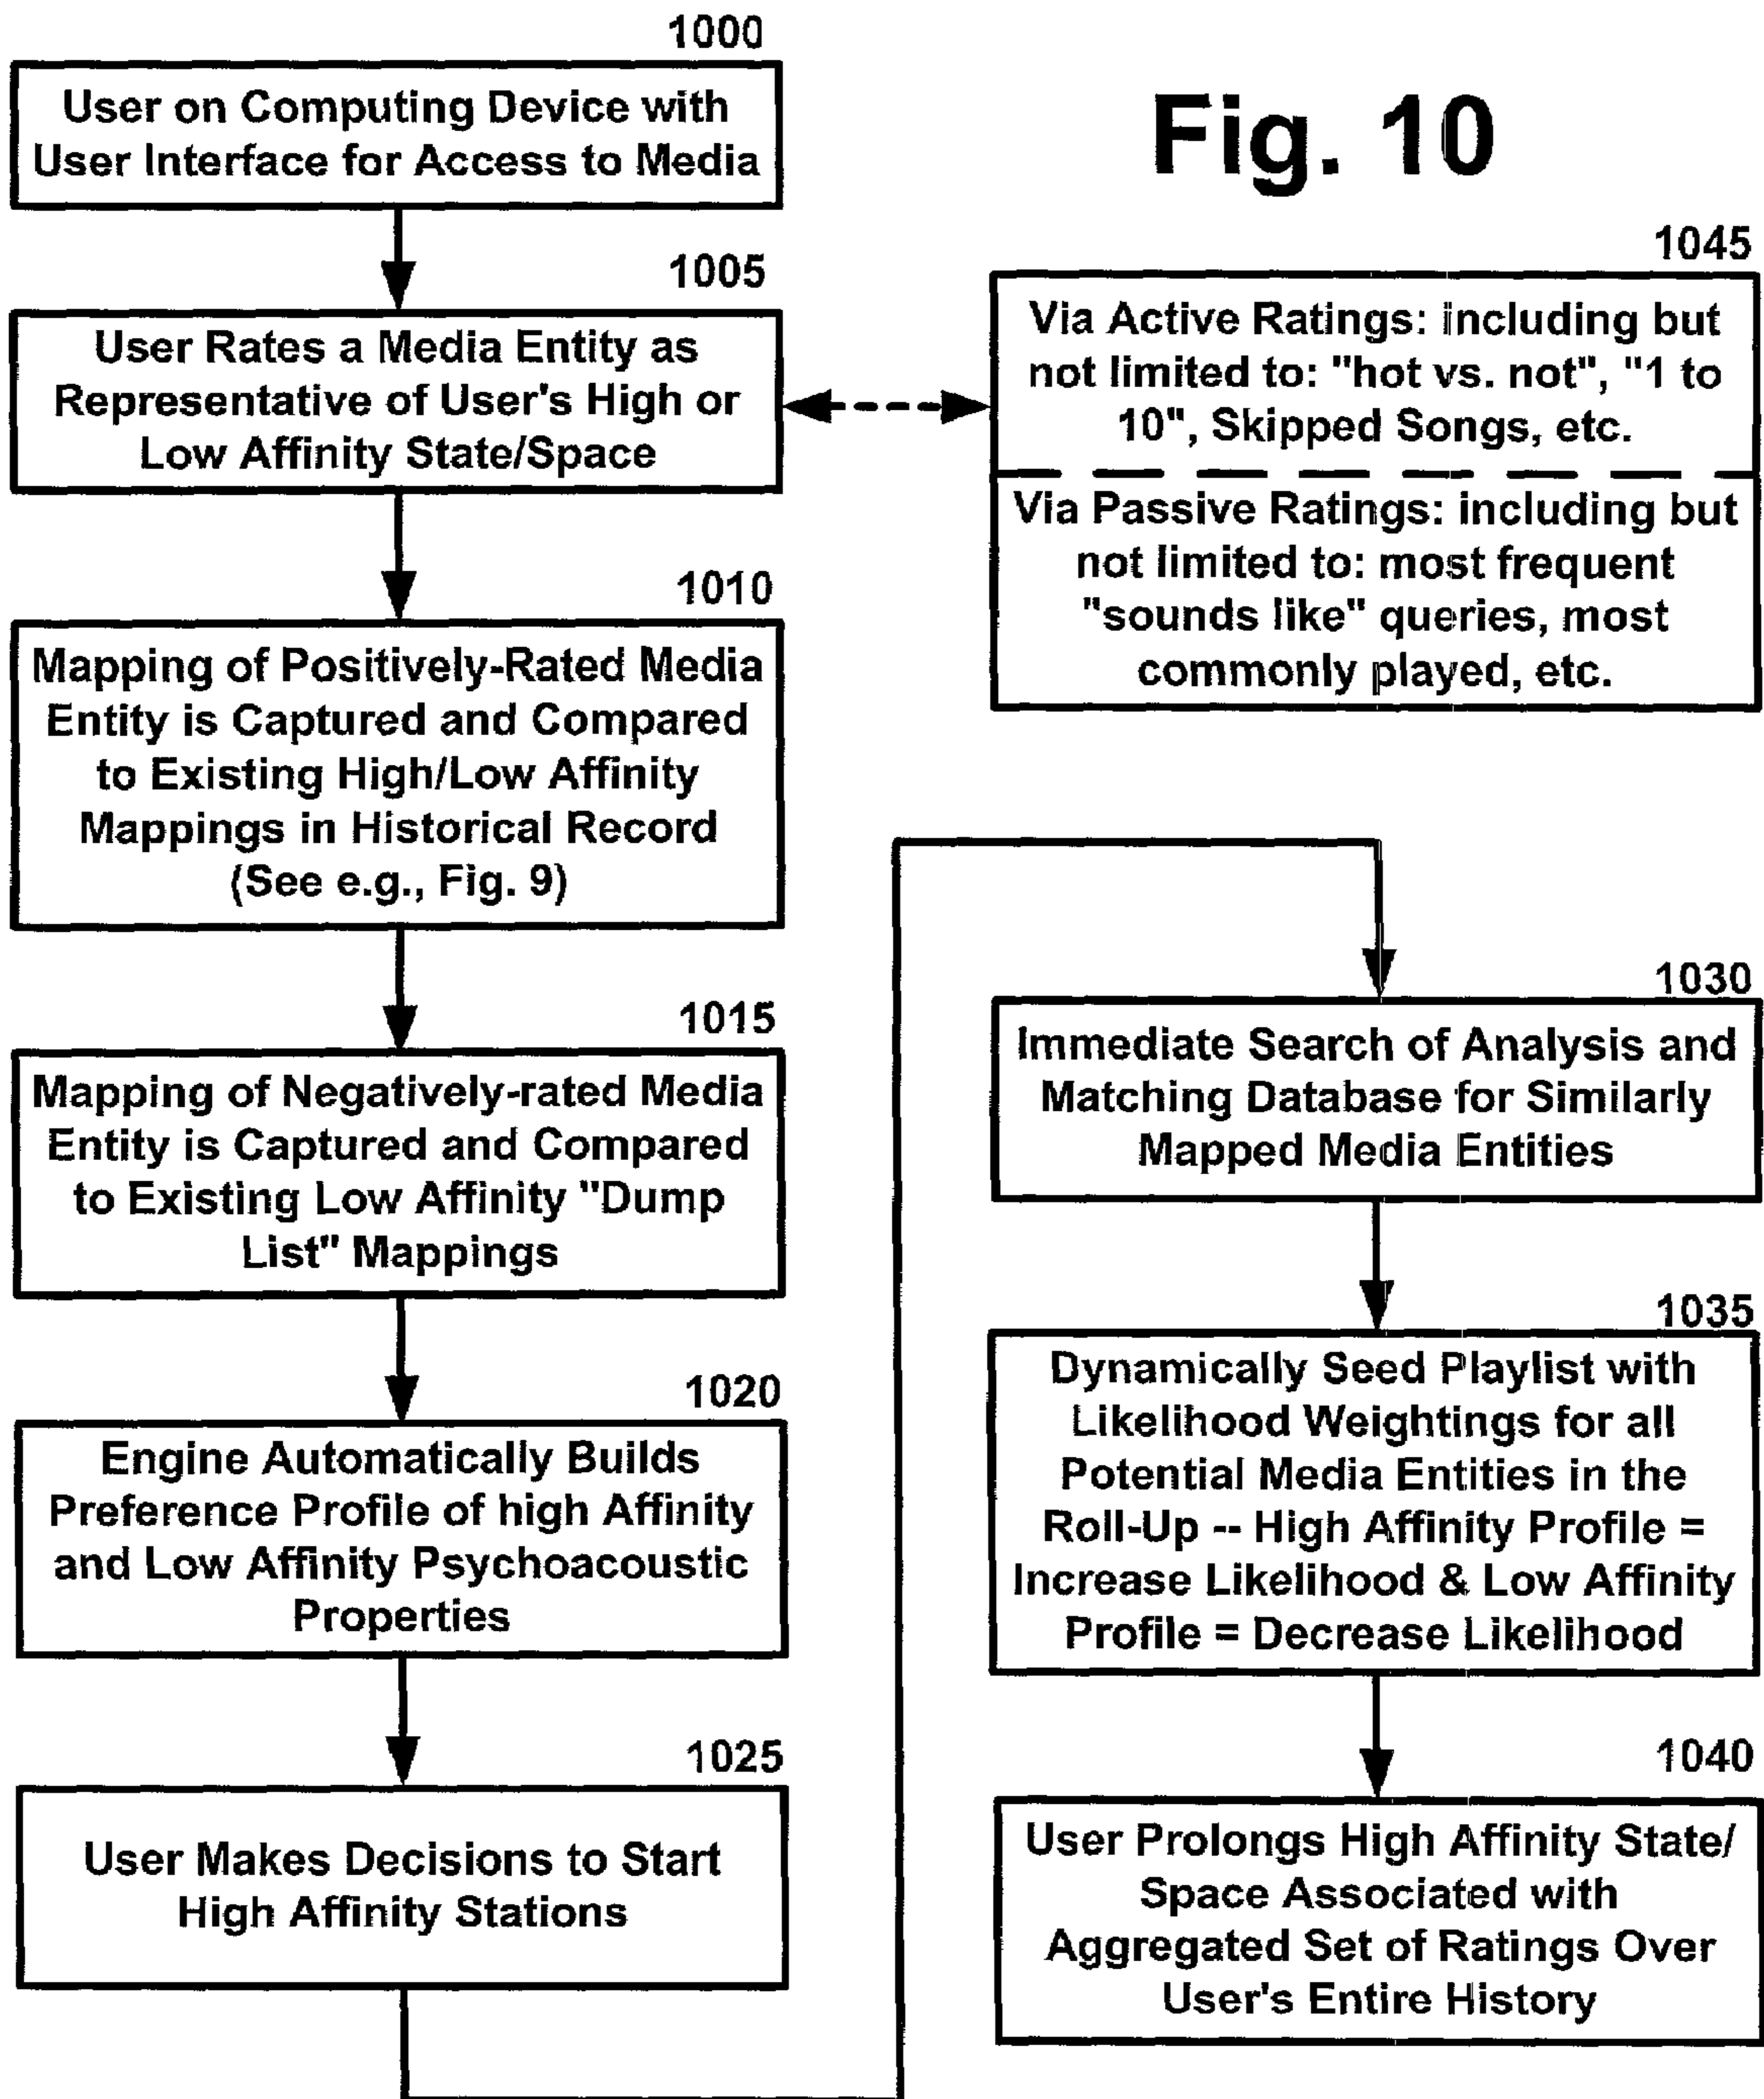 Fig. 10
1000
User on Computing Device with
User Interface for Access to Media
1005
User Rates a Media Entity as
Representative of User's High or
Low Affinity State/Space
1045
Via Active Ratings: including but
not limited to: "hot vs. not", "1 to
10", Skipped Songs, etc.
Via Passive Ratings: including but
not limited to: most frequent
"sounds like" queries, most
commonly played, etc.
1010
Mapping of Positively-Rated Media
Entity is Captured and Compared
to Existing High/Low Affinity
Mappings in Historical Record
(See e.g., Fig. 9)
1015
Mapping of Negatively-rated Media
Entity is Captured and Compared
to Existing Low Affinity "Dump
List" Mappings
1020
Engine Automatically Builds
Preference Profile of high Affinity
and Low Affinity Psychoacoustic
Properties
1025
User Makes Decisions to Start
High Affinity Stations
1030
Immediate Search of Analysis and
Matching Database for Similarly
Mapped Media Entities
1035
Dynamically Seed Playlist with
Likelihood Weightings for all
Potential Media Entities in the
Roll-Up -- High Affinity Profile =
Increase Likelihood & Low Affinity
Profile = Decrease Likelihood
1040
User Prolongs High Affinity State/
Space Associated with
Aggregated Set of Ratings Over
User's Entire History